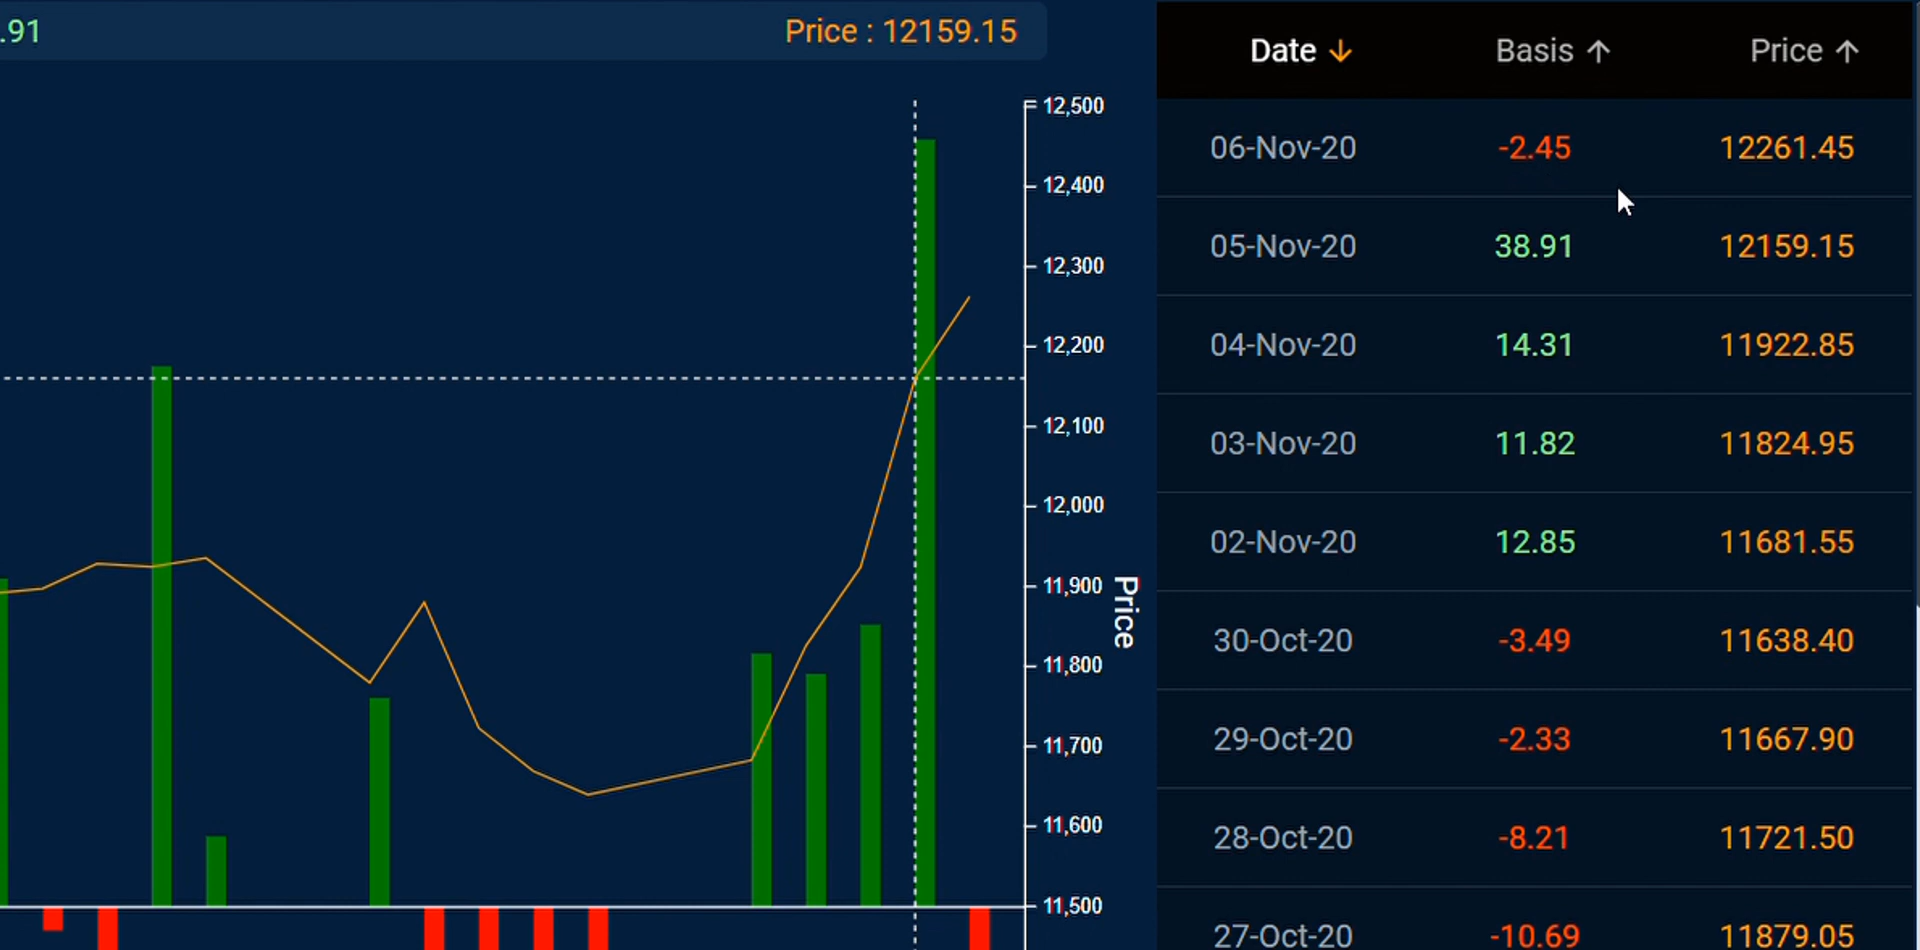 .91
Price : 12159.15
12,500
12,400
12,300
12,200
12,100
12,000
11,900
11,800
11,700
11,600
11,500
Price
Date ↓ Basis ↑ Price ↑
06-Nov-20 -2.45 12261.45
05-Nov-20 38.91 12159.15
04-Nov-20 14.31 11922.85
03-Nov-20 11.82 11824.95
02-Nov-20 12.85 11681.55
30-Oct-20 -3.49 11638.40
29-Oct-20 -2.33 11667.90
28-Oct-20 -8.21 11721.50
27-Oct-20 -10.69 11879.05